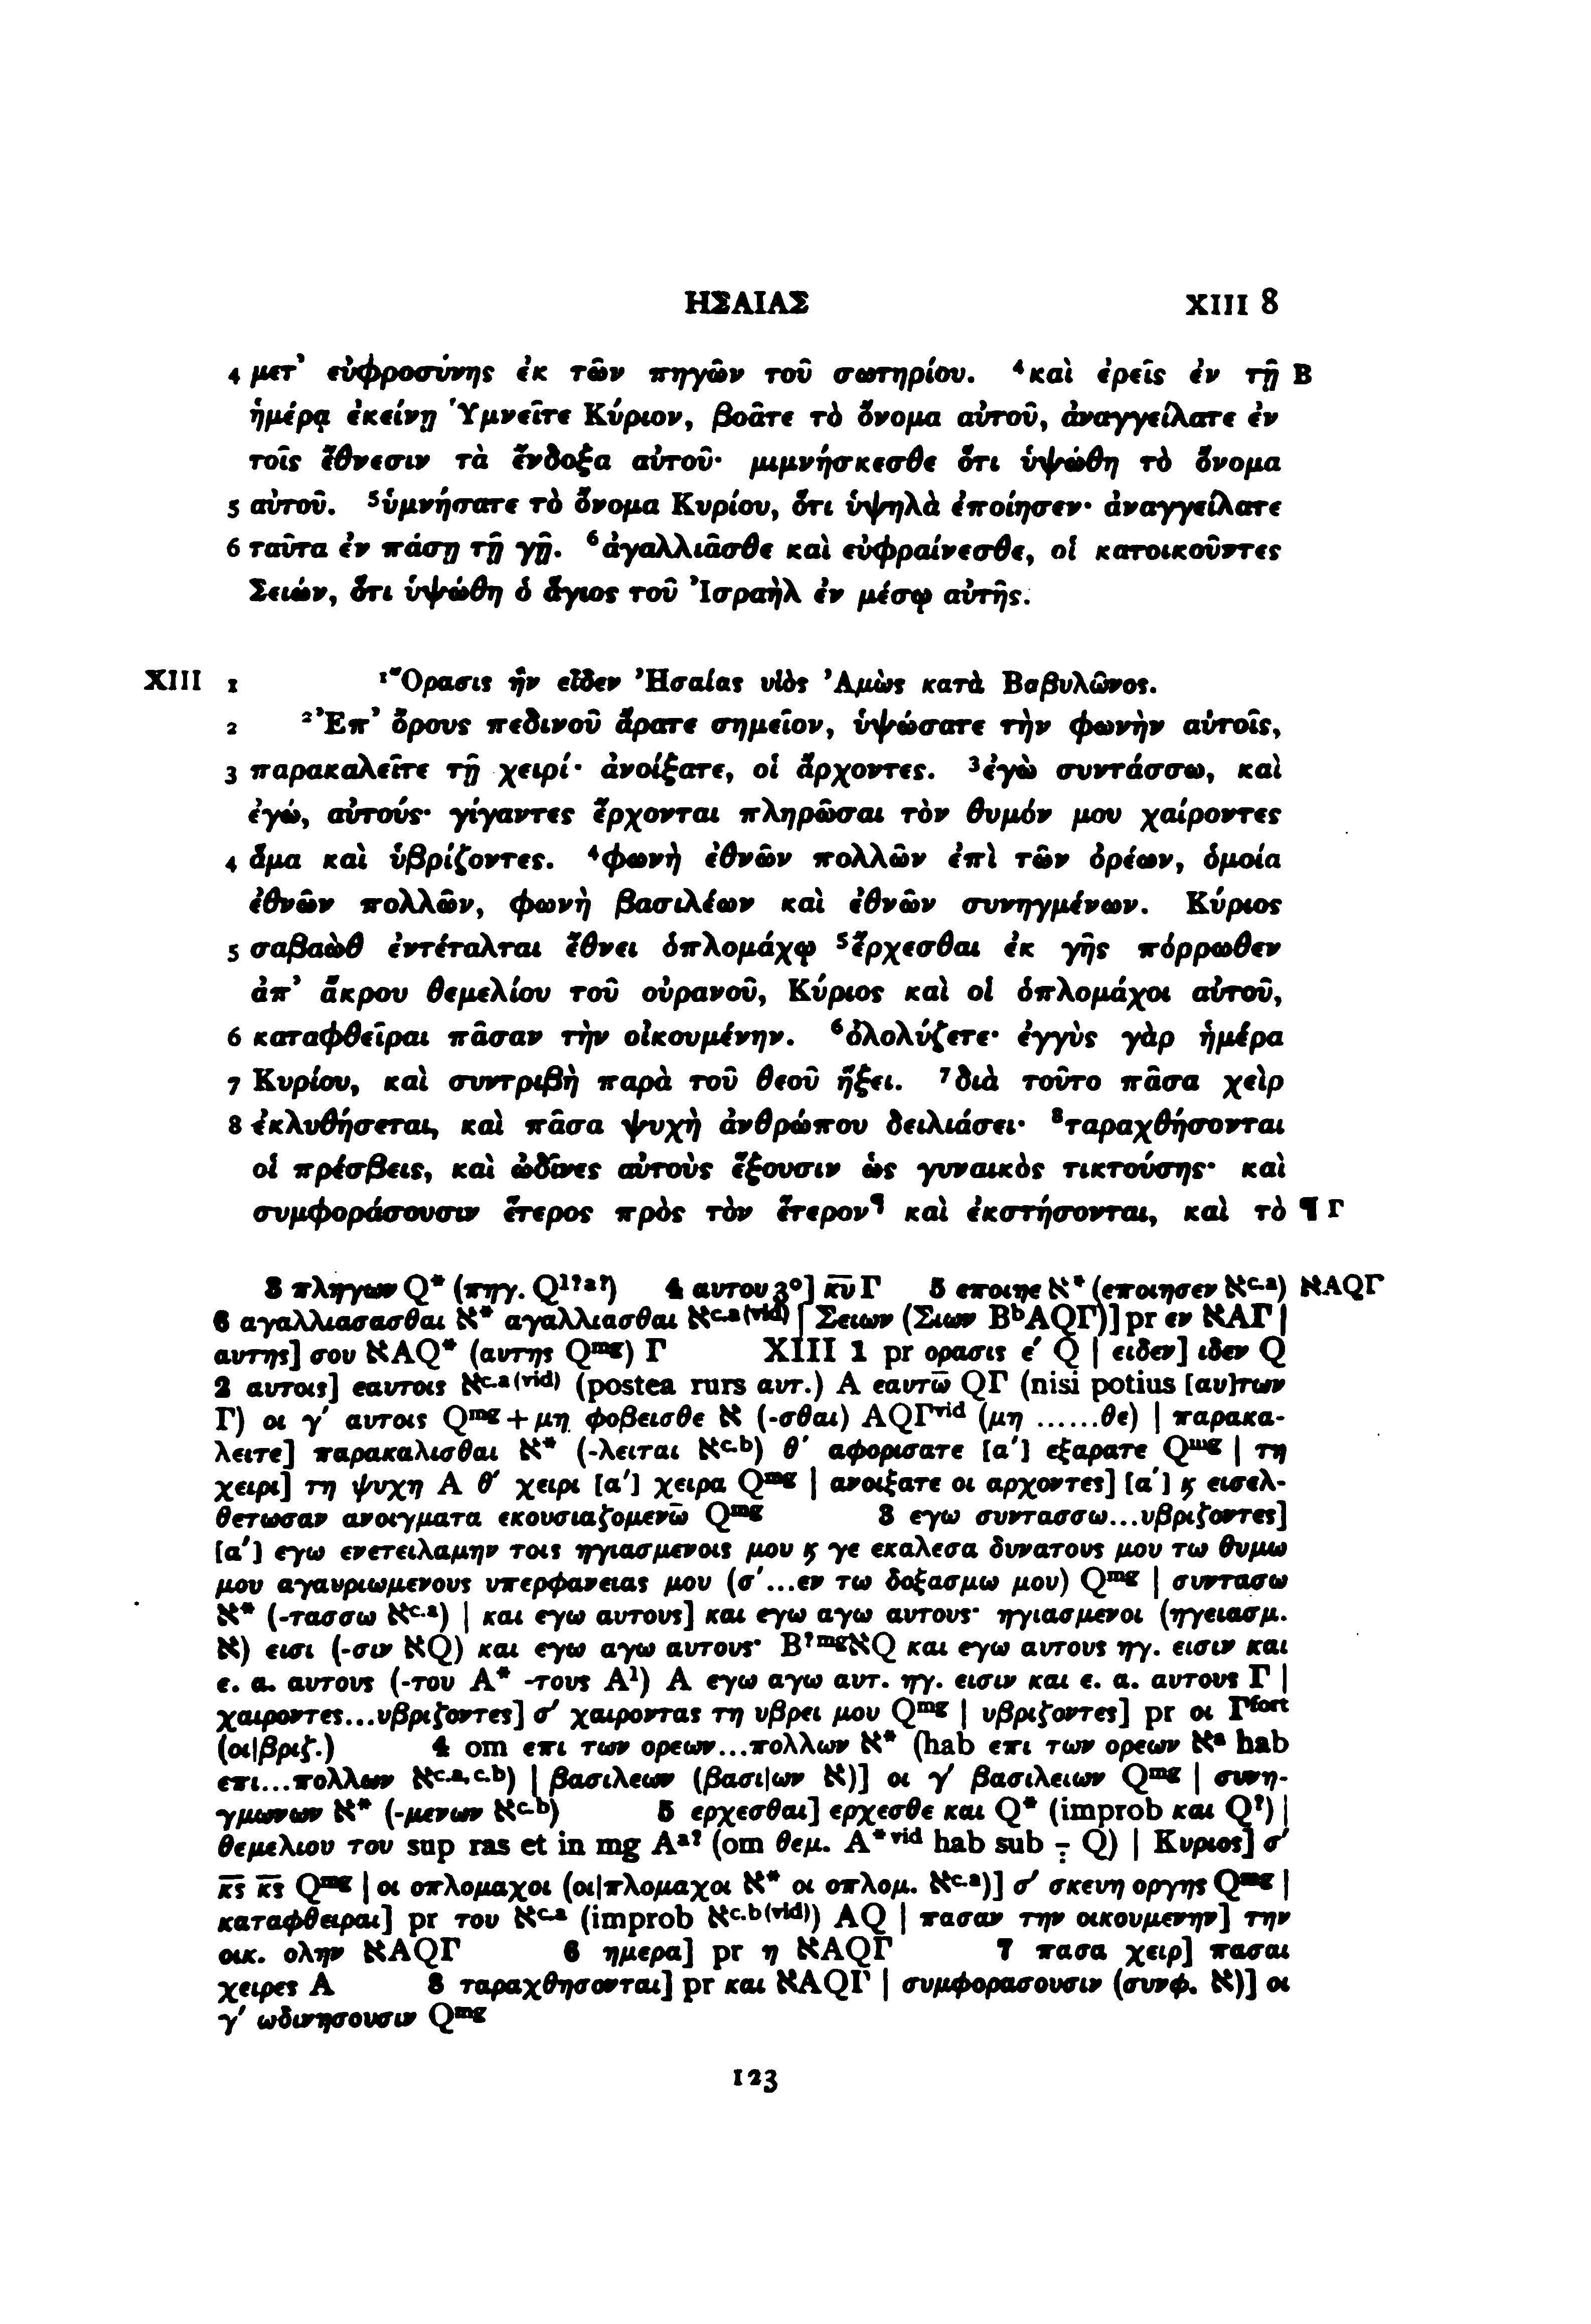 ΗΣΑΙΑΣ XIII 8
4 μετ' εὐφροσύνης ἐκ τῶν πηγῶν τοῦ σωτηρίου. ⁴καὶ ἐρεῖς ἐν τῇ B
ἡμέρᾳ ἐκείνῃ Ὑμνεῖτε Κύριον, βοᾶτε τὸ ὄνομα αὐτοῦ, ἀναγγείλατε ἐν
τοῖς ἔθνεσιν τὰ ἔνδοξα αὐτοῦ· μιμνήσκεσθε ὅτι ὑψώθη τὸ ὄνομα
5 αὐτοῦ. ⁵ὑμνήσατε τὸ ὄνομα Κυρίου, ὅτι ὑψηλὰ ἐποίησεν· ἀναγγείλατε
6 ταῦτα ἐν πάσῃ τῇ γῇ. ⁶ἀγαλλιᾶσθε καὶ εὐφραίνεσθε, οἱ κατοικοῦντες
Σειών, ὅτι ὑψώθη ὁ ἅγιος τοῦ Ἰσραὴλ ἐν μέσῳ αὐτῆς.
XIII 1 ¹Ὅρασις ἣν εἶδεν Ἠσαίας υἱὸς Ἀμὼς κατὰ Βαβυλῶνος.
2 ²Ἐπ' ὄρους πεδινοῦ ἄρατε σημεῖον, ὑψώσατε τὴν φωνὴν αὐτοῖς,
3 παρακαλεῖτε τῇ χειρί· ἀνοίξατε, οἱ ἄρχοντες. ³ἐγὼ συντάσσω, καὶ
ἐγώ, αὐτούς· γίγαντες ἔρχονται πληρῶσαι τὸν θυμόν μου χαίροντες
4 ἅμα καὶ ὑβρίζοντες. ⁴φωνὴ ἐθνῶν πολλῶν ἐπὶ τῶν ὀρέων, ὁμοία
ἐθνῶν πολλῶν, φωνὴ βασιλέων καὶ ἐθνῶν συνηγμένων. Κύριος
5 σαβαὼθ ἐντέταλται ἔθνει ὁπλομάχῳ ⁵ἔρχεσθαι ἐκ γῆς πόρρωθεν
ἀπ' ἄκρου θεμελίου τοῦ οὐρανοῦ, Κύριος καὶ οἱ ὁπλομάχοι αὐτοῦ,
6 καταφθεῖραι πᾶσαν τὴν οἰκουμένην. ⁶ὀλολύζετε· ἐγγὺς γὰρ ἡμέρα
7 Κυρίου, καὶ συντριβὴ παρὰ τοῦ θεοῦ ἥξει. ⁷διὰ τοῦτο πᾶσα χεὶρ
8 ἐκλυθήσεται, καὶ πᾶσα ψυχὴ ἀνθρώπου δειλιάσει· ⁸ταραχθήσονται
οἱ πρέσβεις, καὶ ὠδῖνες αὐτοὺς ἕξουσιν ὡς γυναικὸς τικτούσης· καὶ
συμφοράσουσιν ἕτερος πρὸς τὸν ἕτερον¶ καὶ ἐκστήσονται, καὶ τὸ ¶ Γ
3 πληγων Q* (πηγ. Q¹ˀᵃˀ) 4 αυτου 3°] κ̅υ̅ Γ 5 εποιηε ℵ* (εποιησεν ℵᶜ·ᵃ) ℵAQΓ
6 αγαλλιασασθαι ℵ* αγαλλιασθαι ℵᶜ·ᵃ⁽ᵛⁱᵈ⁾ | Σειων (Σιων BᵇAQΓ)] pr εν ℵAΓ |
αυτης] σου ℵAQ* (αυτης Qᵐᵍ) Γ XIII 1 pr ορασις ε′ Q | ειδεν] ιδεν Q
2 αυτοις] εαυτοις ℵᶜ·ᵃ⁽ᵛⁱᵈ⁾ (postea rurs αυτ.) A εαυτω̅ QΓ (nisi potius [αυ]των
Γ) οι γ′ αυτοις Qᵐᵍ + μη φοβεισθε ℵ (-σθαι) AQΓᵛⁱᵈ (μη ......θε) | παρακα-
λειτε] παρακαλισθαι ℵ* (-λειται ℵᶜ·ᵇ) θ′ αφορισατε [α′] εξαρατε Qᵐᵍ | τη
χειρι] τη ψυχη A θ′ χειρι [α′] χειρα Qᵐᵍ | ανοιξατε οι αρχοντες] [α′] ϗ εισελ-
θετωσαν ανοιγματα εκουσιαζομενω̅ Qᵐᵍ 3 εγω συντασσω...υβριζοντες]
[α′] εγω ενετειλαμην τοις ηγιασμενοις μου ϗ γε εκαλεσα δυνατους μου τω θυμω
μου αγαυριωμενους υπερφανειας μου (σ′...εν τω δοξασμω μου) Qᵐᵍ | συντασω
ℵ* (-τασσω ℵᶜ·ᵃ) | και εγω αυτους] και εγω αγω αυτους· ηγιασμενοι (ηγειασμ.
ℵ) εισι (-σιν ℵQ) και εγω αγω αυτους· BˀᵐᵍℵQ και εγω αυτους ηγ. εισιν και
ε. α. αυτους (-του A* -τους A¹) A εγω αγω αυτ. ηγ. εισιν και ε. α. αυτους Γ |
χαιροντες...υβριζοντες] σ′ χαιροντας τη υβρει μου Qᵐᵍ | υβριζοντες] pr οι Γᶠᵒʳᵗ
(οι|βριζ.) 4 om επι των ορεων...πολλων ℵ* (hab επι των ορεων ℵᵃ hab
επι...πολλων ℵᶜ·ᵃ, ᶜ·ᵇ) | βασιλεων (βασι|ων ℵ)] οι γ′ βασιλειων Qᵐᵍ | συνη-
γμωνων ℵ* (-μενων ℵᶜ·ᵇ) 5 ερχεσθαι] ερχεσθε και Q* (improb και Qˀ) |
θεμελιου του sup ras et in mg Aᵃˀ (om θεμ. A*ᵛⁱᵈ hab sub ÷ Q) | Κυριος] σ′
κ̅ς̅ κ̅ς̅ Qᵐᵍ | οι οπλομαχοι (οι|πλομαχοι ℵ* οι οπλομ. ℵᶜ·ᵃ)] σ′ σκευη οργης Qᵐᵍ |
καταφθειραι] pr του ℵᶜ·ᵃ (improb ℵᶜ·ᵇ⁽ᵛⁱᵈ⁾) AQ | πασαν την οικουμενην] την
οικ. ολην ℵAQΓ 6 ημερα] pr η ℵAQΓ 7 πασα χειρ] πασαι
χειρες A 8 ταραχθησονται] pr και ℵAQΓ | συμφορασουσιν (συνφ. ℵ)] οι
γ′ ωδινησουσιν Qᵐᵍ
123